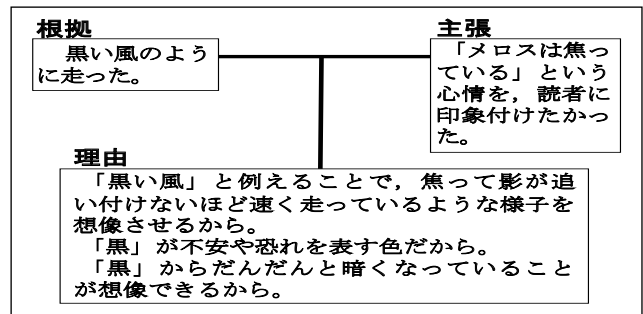 根拠
黒い風のよう
に走った。
主張
「メロスは焦っ
ている」という
心情を，読者に
印象付けたかっ
た。
理由
「黒い風」と例えることで，焦って影が追
い付けないほど速く走っているような様子を
想像させるから。
「黒」が不安や恐れを表す色だから。
「黒」からだんだんと暗くなっていること
が想像できるから。